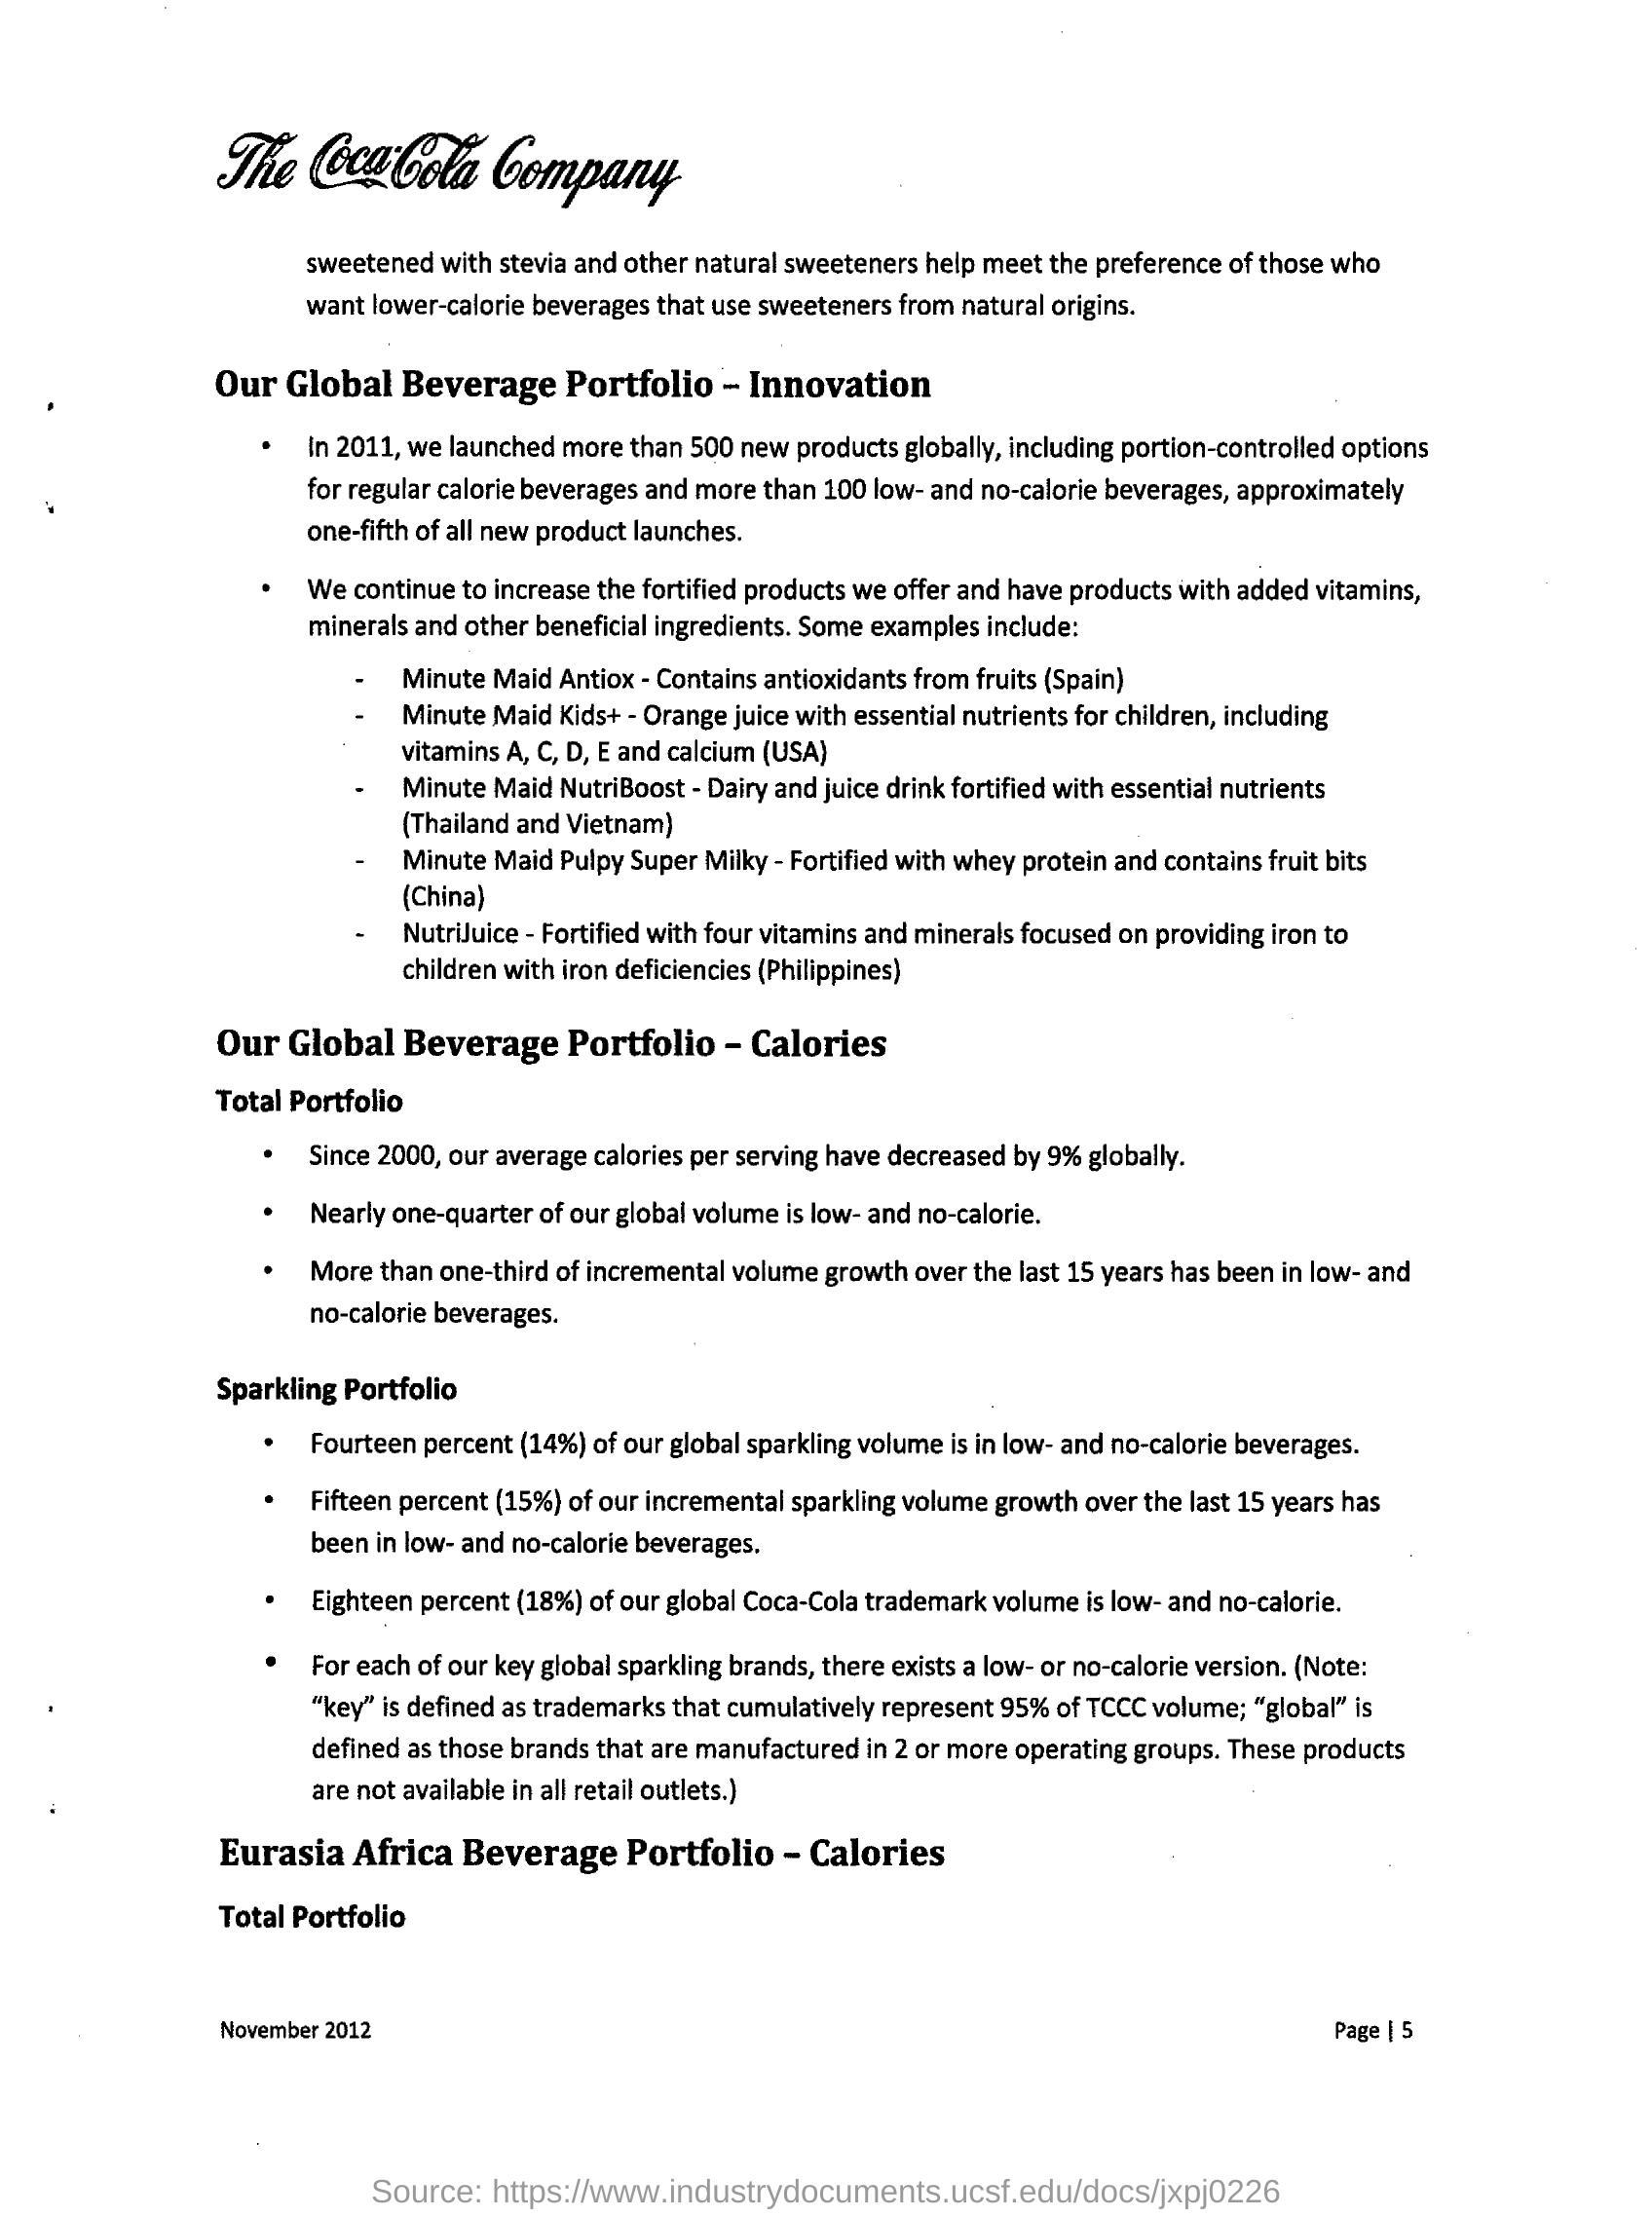 The Coca-Cola Company
sweetened with stevia and other natural sweeteners help meet the preference of those who
want lower-calorie beverages that use sweeteners from natural origins.
Our Global Beverage Portfolio – Innovation
• In 2011, we launched more than 500 new products globally, including portion-controlled options
for regular calorie beverages and more than 100 low- and no-calorie beverages, approximately
one-fifth of all new product launches.
• We continue to increase the fortified products we offer and have products with added vitamins,
minerals and other beneficial ingredients. Some examples include:
- Minute Maid Antiox - Contains antioxidants from fruits (Spain)
- Minute Maid Kids+ - Orange juice with essential nutrients for children, including
vitamins A, C, D, E and calcium (USA)
- Minute Maid NutriBoost - Dairy and juice drink fortified with essential nutrients
(Thailand and Vietnam)
- Minute Maid Pulpy Super Milky - Fortified with whey protein and contains fruit bits
(China)
- NutriJuice - Fortified with four vitamins and minerals focused on providing iron to
children with iron deficiencies (Philippines)
Our Global Beverage Portfolio – Calories
Total Portfolio
• Since 2000, our average calories per serving have decreased by 9% globally.
• Nearly one-quarter of our global volume is low- and no-calorie.
• More than one-third of incremental volume growth over the last 15 years has been in low- and
no-calorie beverages.
Sparkling Portfolio
• Fourteen percent (14%) of our global sparkling volume is in low- and no-calorie beverages.
• Fifteen percent (15%) of our incremental sparkling volume growth over the last 15 years has
been in low- and no-calorie beverages.
• Eighteen percent (18%) of our global Coca-Cola trademark volume is low- and no-calorie.
• For each of our key global sparkling brands, there exists a low- or no-calorie version. (Note:
“key” is defined as trademarks that cumulatively represent 95% of TCCC volume; “global” is
defined as those brands that are manufactured in 2 or more operating groups. These products
are not available in all retail outlets.)
Eurasia Africa Beverage Portfolio – Calories
Total Portfolio
November 2012
Page | 5
Source: https://www.industrydocuments.ucsf.edu/docs/jxpj0226